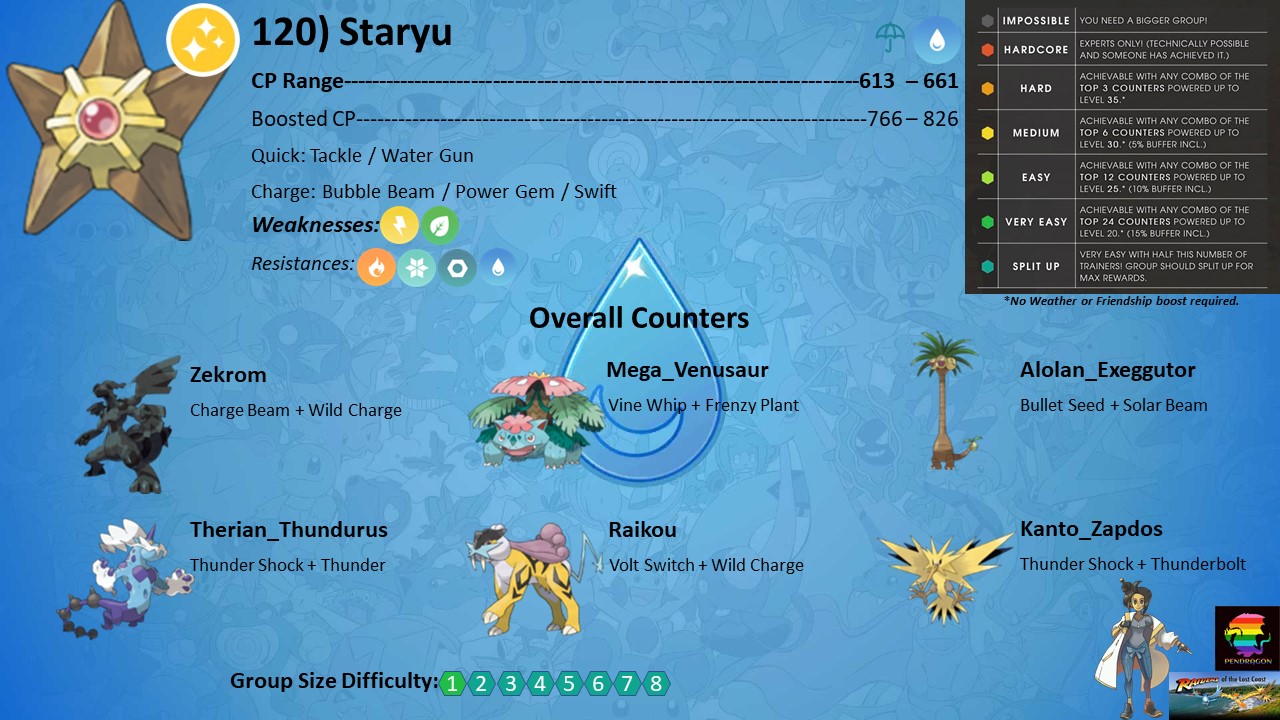 120) Staryu
CP Range------------------------------------------------------------------------613 – 661
Boosted CP------------------------------------------------------------------------766 – 826
Quick: Tackle / Water Gun
Charge: Bubble Beam / Power Gem / Swift
Weaknesses:
Resistances:
IMPOSSIBLE YOU NEED A BIGGER GROUP!
HARDCORE EXPERTS ONLY! (TECHNICALLY POSSIBLE
AND SOMEONE HAS ACHIEVED IT.)
HARD ACHIEVABLE WITH ANY COMBO OF THE
TOP 3 COUNTERS POWERED UP TO
LEVEL 35.*
MEDIUM ACHIEVABLE WITH ANY COMBO OF THE
TOP 6 COUNTERS POWERED UP TO
LEVEL 30.* (5% BUFFER INCL.)
EASY ACHIEVABLE WITH ANY COMBO OF THE
TOP 12 COUNTERS POWERED UP TO
LEVEL 25.* (10% BUFFER INCL.)
VERY EASY ACHIEVABLE WITH ANY COMBO OF THE
TOP 24 COUNTERS POWERED UP TO
LEVEL 20.* (15% BUFFER INCL.)
SPLIT UP VERY EASY WITH HALF THIS NUMBER OF
TRAINERS! GROUP SHOULD SPLIT UP FOR
MAX REWARDS.
*No Weather or Friendship boost required.
Overall Counters
Zekrom
Charge Beam + Wild Charge
Mega_Venusaur
Vine Whip + Frenzy Plant
Alolan_Exeggutor
Bullet Seed + Solar Beam
Therian_Thundurus
Thunder Shock + Thunder
Raikou
Volt Switch + Wild Charge
Kanto_Zapdos
Thunder Shock + Thunderbolt
Group Size Difficulty: 1 2 3 4 5 6 7 8
PENDRAGON
RAIDERS of the Lost Coast